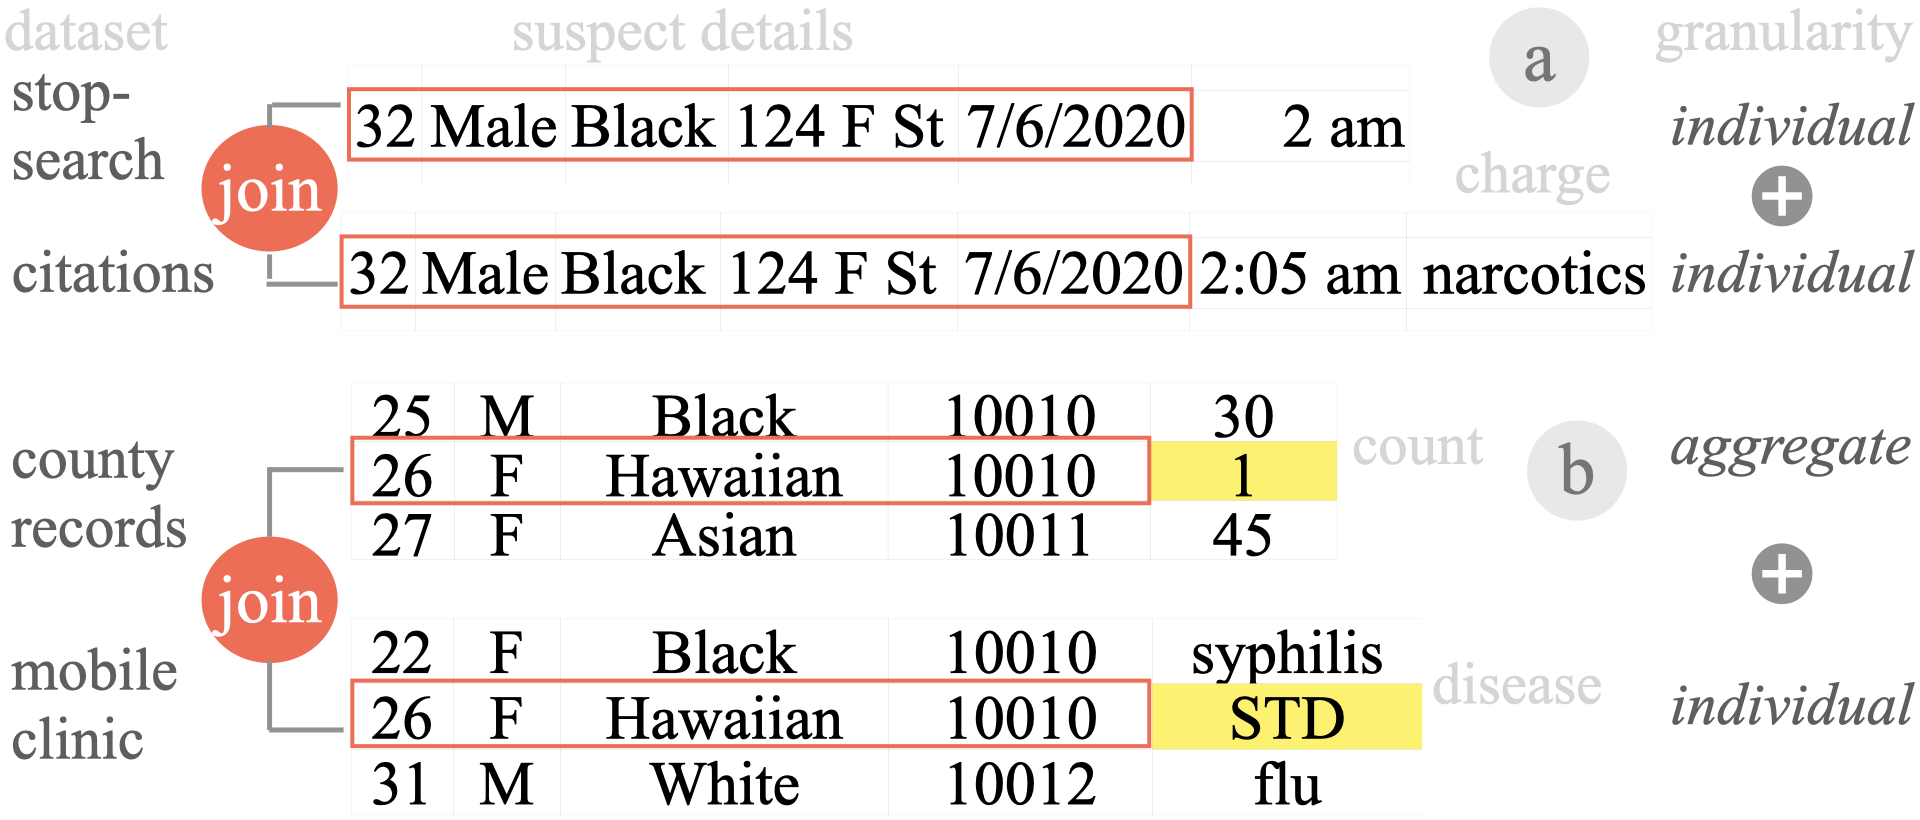 dataset suspect details a granularity
stop-
search
join
32 Male Black 124 F St 7/6/2020 2 am
individual
charge
+
citations
32 Male Black 124 F St 7/6/2020 2:05 am narcotics
individual
county
records
join
25 M Black 10010 30
26 F Hawaiian 10010 1
27 F Asian 10011 45
count
b
aggregate
+
mobile
clinic
22 F Black 10010 syphilis
26 F Hawaiian 10010 STD
31 M White 10012 flu
disease
individual